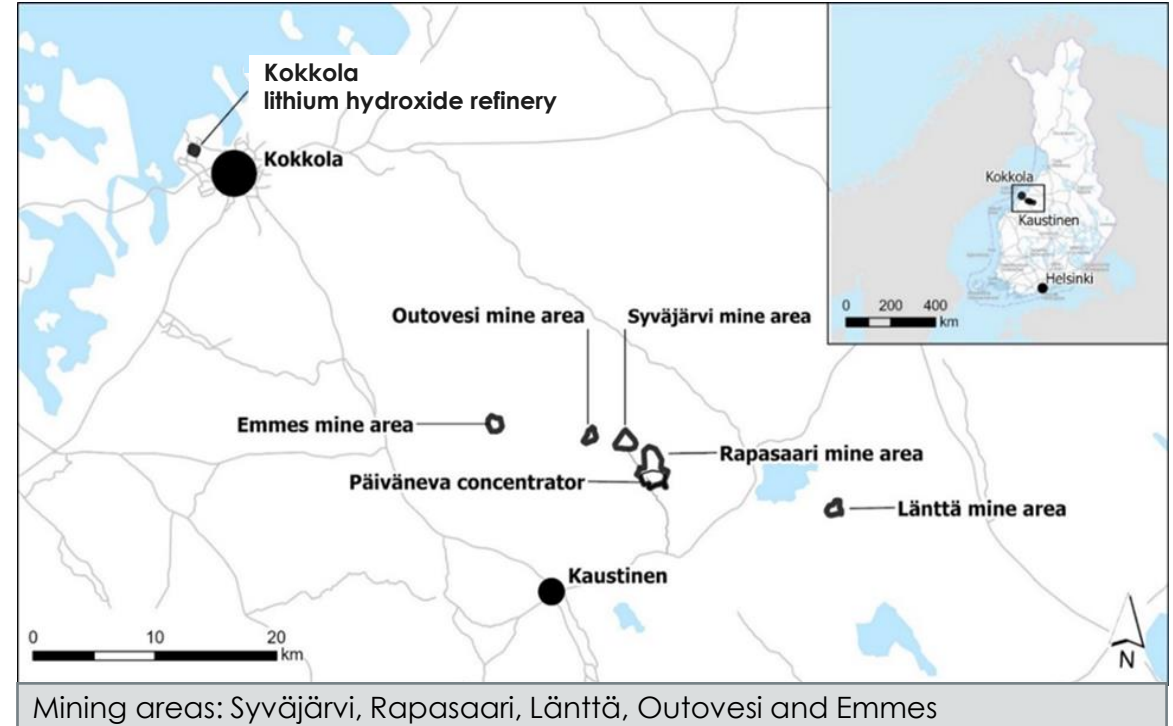 Kokkola
lithium hydroxide refinery
Kokkola
Outovesi mine area
Syväjärvi mine area
Emmes mine area
Rapasaari mine area
Päiväneva concentrator
Länttä mine area
Kaustinen
0 10 20
km
N
Kokkola
Kaustinen
Helsinki
0 200 400
km
Mining areas: Syväjärvi, Rapasaari, Länttä, Outovesi and Emmes